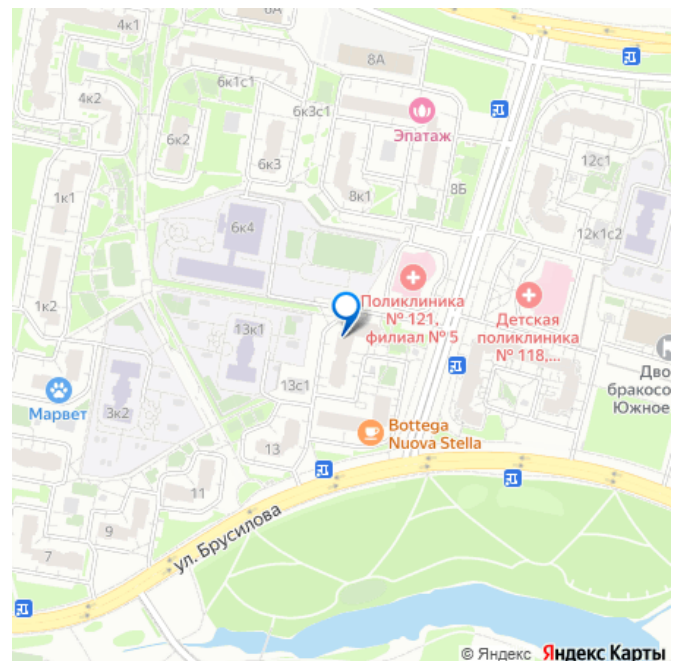 6А
4к1
8А
6к1с1
4к2
6к3с1
Эпатаж
6к2
12с1
6к3
8Б
1к1
8к1
6к4
12к1с2
Поликлиника
№ 121,
филиал № 5
1к2
Детская
поликлиника
№ 118,...
13к1
Дво
бракосо
Южное
13с1
Марвет
3к2
Bottega
Nuova Stella
13
11
ул. Брусилова
9
7
© Яндекс Яндекс Карты